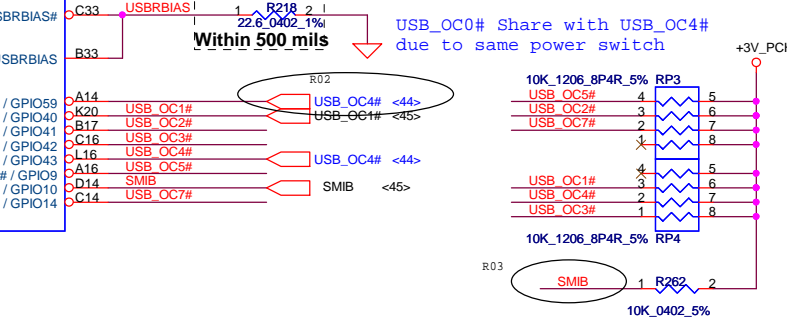 SBRBIAS# C33 USBRBIAS 1 R218 2
22.6_0402_1%
Within 500 mils
USB_OC0# Share with USB_OC4#
due to same power switch
USBRBIAS B33
+3V_PCH
R02
10K_1206_8P4R_5% RP3
/ GPIO59 A14 USB_OC4# <44>
/ GPIO40 K20 USB_OC1# USB_OC1# <45>
/ GPIO41 B17 USB_OC2#
/ GPIO42 C16 USB_OC3#
/ GPIO43 L16 USB_OC4# USB_OC4# <44>
# / GPIO9 A16 USB_OC5#
/ GPIO10 D14 SMIB SMIB <45>
/ GPIO14 C14 USB_OC7#
USB_OC5# 4 5
USB_OC2# 3 6
USB_OC7# 2 7
1 8
4 5
USB_OC1# 3 6
USB_OC4# 2 7
USB_OC3# 1 8
10K_1206_8P4R_5% RP4
R03
SMIB 1 R262 2
10K_0402_5%